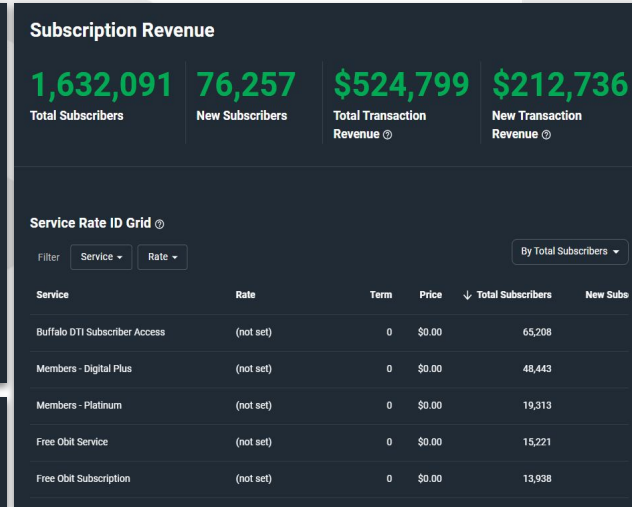 Subscription Revenue
1,632,091 76,257 $524,799 $212,736
Total Subscribers New Subscribers Total Transaction Revenue New Transaction Revenue
Service Rate ID Grid
Filter Service Rate By Total Subscribers
Service Rate Term Price ↓ Total Subscribers New Subs
Buffalo DTI Subscriber Access (not set) 0 $0.00 65,208
Members - Digital Plus (not set) 0 $0.00 48,443
Members - Platinum (not set) 0 $0.00 19,313
Free Obit Service (not set) 0 $0.00 15,221
Free Obit Subscription (not set) 0 $0.00 13,938